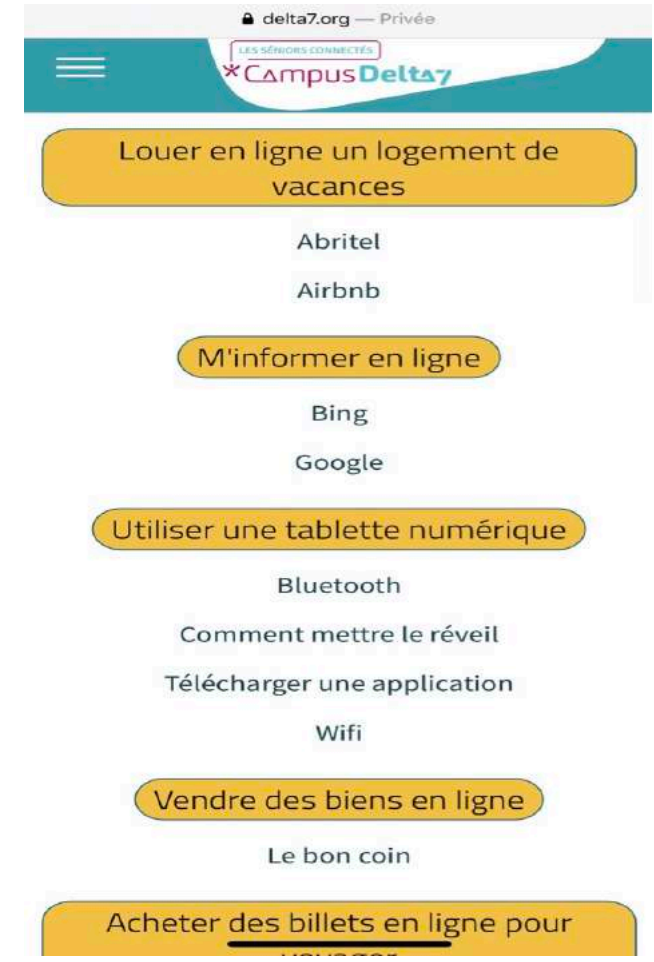 delta7.org — Privée
LES SÉNIORS CONNECTÉS
*CAmpus Delta7
Louer en ligne un logement de
vacances
Abritel
Airbnb
M'informer en ligne
Bing
Google
Utiliser une tablette numérique
Bluetooth
Comment mettre le réveil
Télécharger une application
Wifi
Vendre des biens en ligne
Le bon coin
Acheter des billets en ligne pour